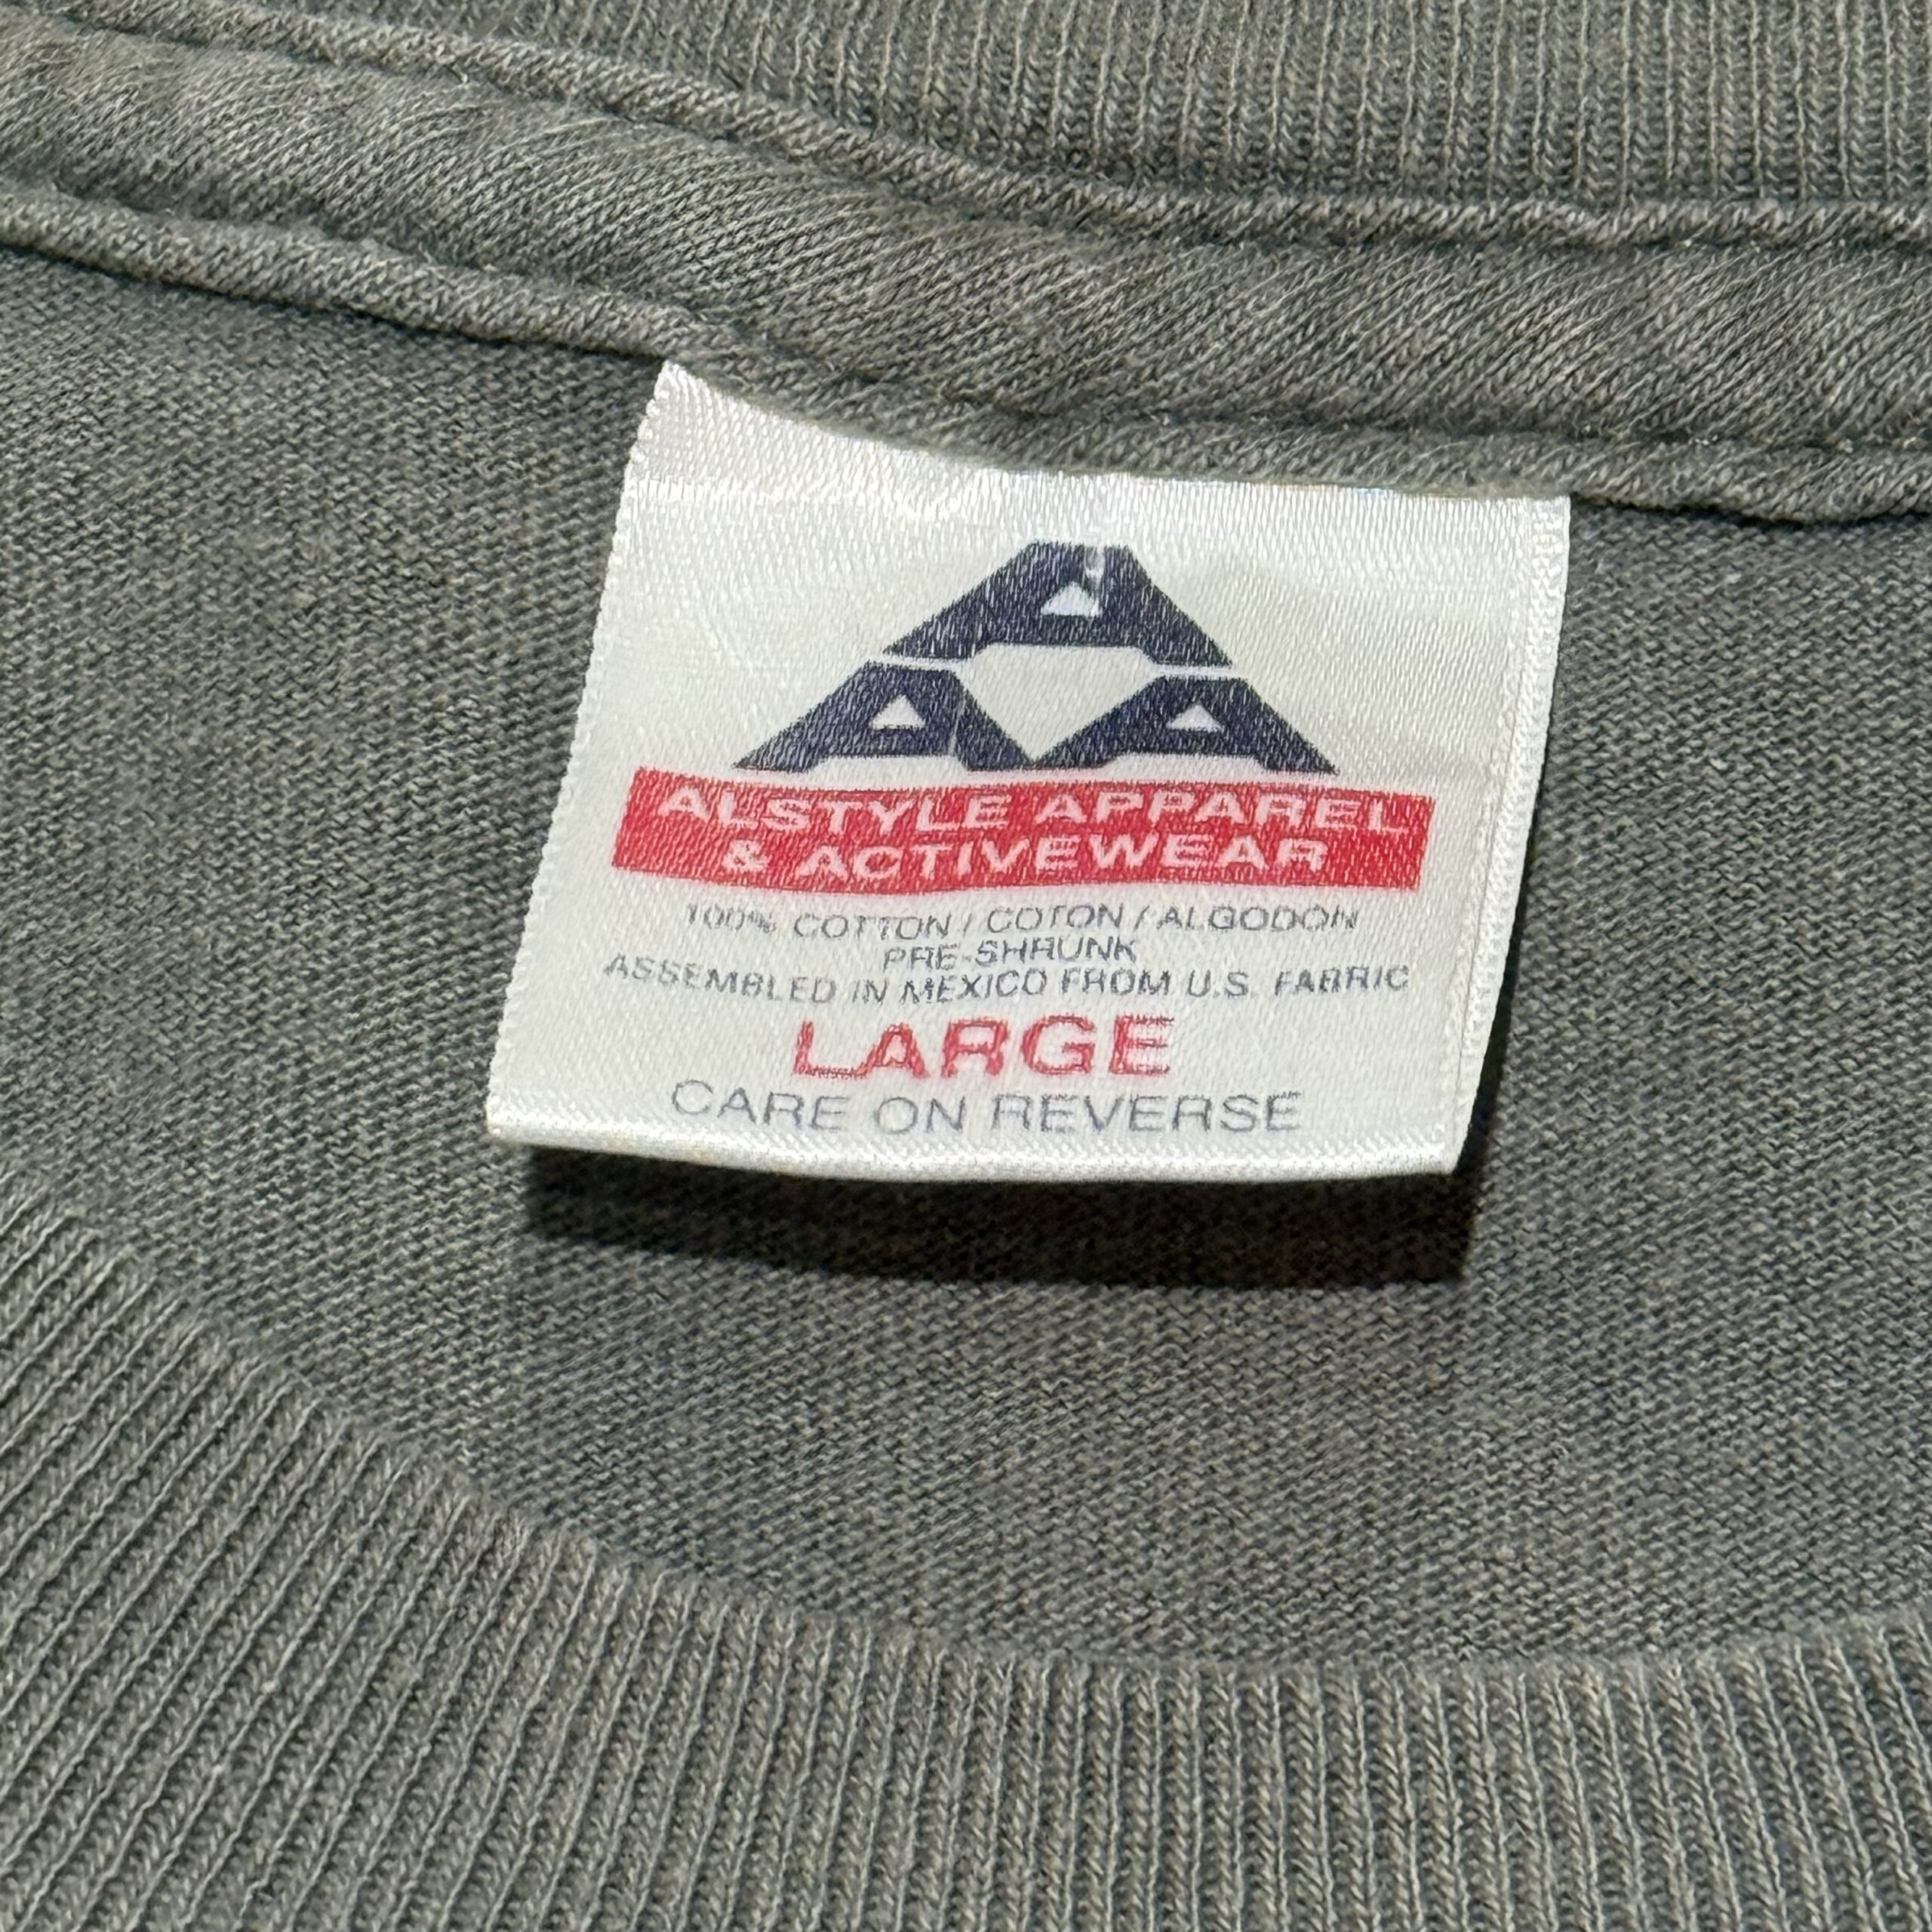 AAA
ALSTYLE APPAREL
& ACTIVEWEAR
100% COTTON / COTON / ALGODON
PRE-SHRUNK
ASSEMBLED IN MEXICO FROM U.S. FABRIC
LARGE
CARE ON REVERSE